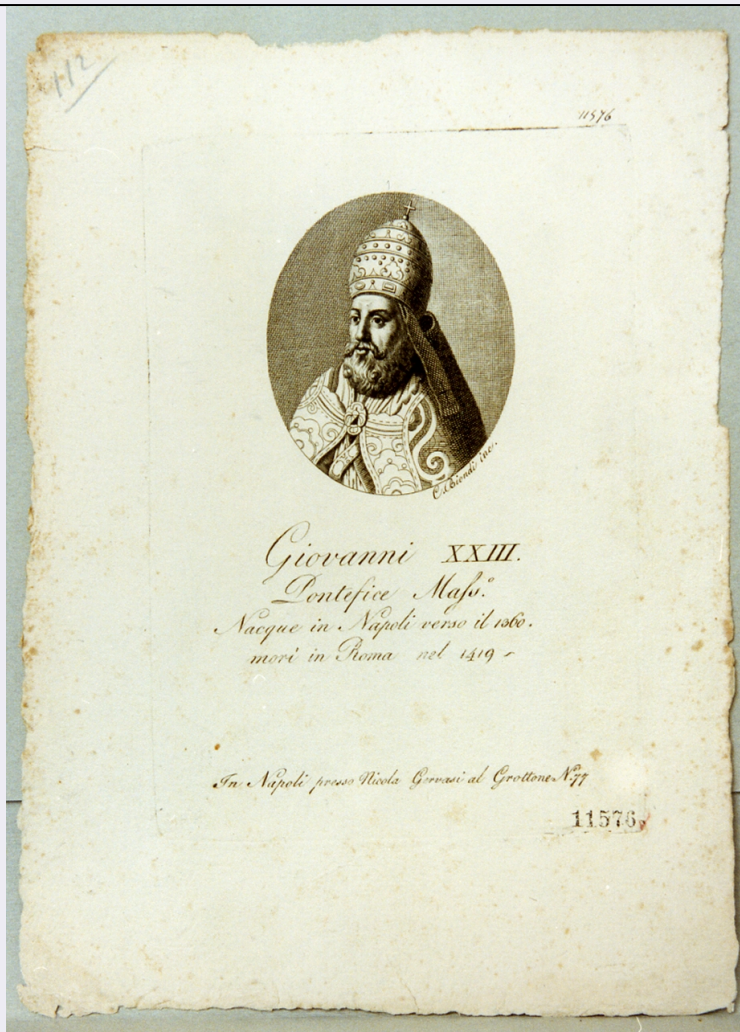 112
11576
C. Biondi inc.
Giovanni XXIII.
Pontefice Mass.º
Nacque in Napoli verso il 1360.
morì in Roma nel 1419 -
In Napoli presso Nicola Gervasi al Grottone N.º 77
11576